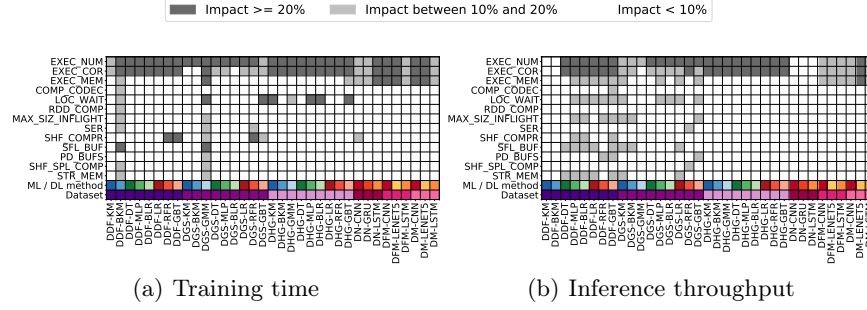 Impact >= 20% Impact between 10% and 20% Impact < 10%
EXEC_NUM
EXEC_COR
EXEC_MEM
COMP_CODEC
LOC_WAIT
RDD_COMP
MAX_SIZ_INFLIGHT
SER
SHF_COMPR
SFL_BUF
PD_BUFS
SHF_SPL_COMP
STR_MEM
ML / DL method
Dataset
DDF-KM
DDF-BKM
DDF-DT
DDF-MLP
DDF-BLR
DDF-LR
DDF-RFR
DDF-GBT
DGS-KM
DGS-BKM
DGS-GMM
DGS-DT
DGS-MLP
DGS-BLR
DGS-LR
DGS-RFR
DGS-GBT
DHG-KM
DHG-BKM
DHG-GMM
DHG-DT
DHG-MLP
DHG-BLR
DHG-LR
DHG-RFR
DHG-GBT
DN-CNN
DN-GRU
DN-LSTM
DFM-CNN
DFM-LENET5
DFM-LSTM
DM-CNN
DM-LENET5
DM-LSTM
(a) Training time
EXEC_NUM
EXEC_COR
EXEC_MEM
COMP_CODEC
LOC_WAIT
RDD_COMP
MAX_SIZ_INFLIGHT
SER
SHF_COMPR
SFL_BUF
PD_BUFS
SHF_SPL_COMP
STR_MEM
ML / DL method
Dataset
DDF-KM
DDF-BKM
DDF-DT
DDF-MLP
DDF-BLR
DDF-LR
DDF-RFR
DDF-GBT
DGS-KM
DGS-BKM
DGS-GMM
DGS-DT
DGS-MLP
DGS-BLR
DGS-LR
DGS-RFR
DGS-GBT
DHG-KM
DHG-BKM
DHG-GMM
DHG-DT
DHG-MLP
DHG-BLR
DHG-LR
DHG-RFR
DHG-GBT
DN-CNN
DN-GRU
DN-LSTM
DFM-CNN
DFM-LENET5
DFM-LSTM
DM-CNN
DM-LENET5
(b) Inference throughput